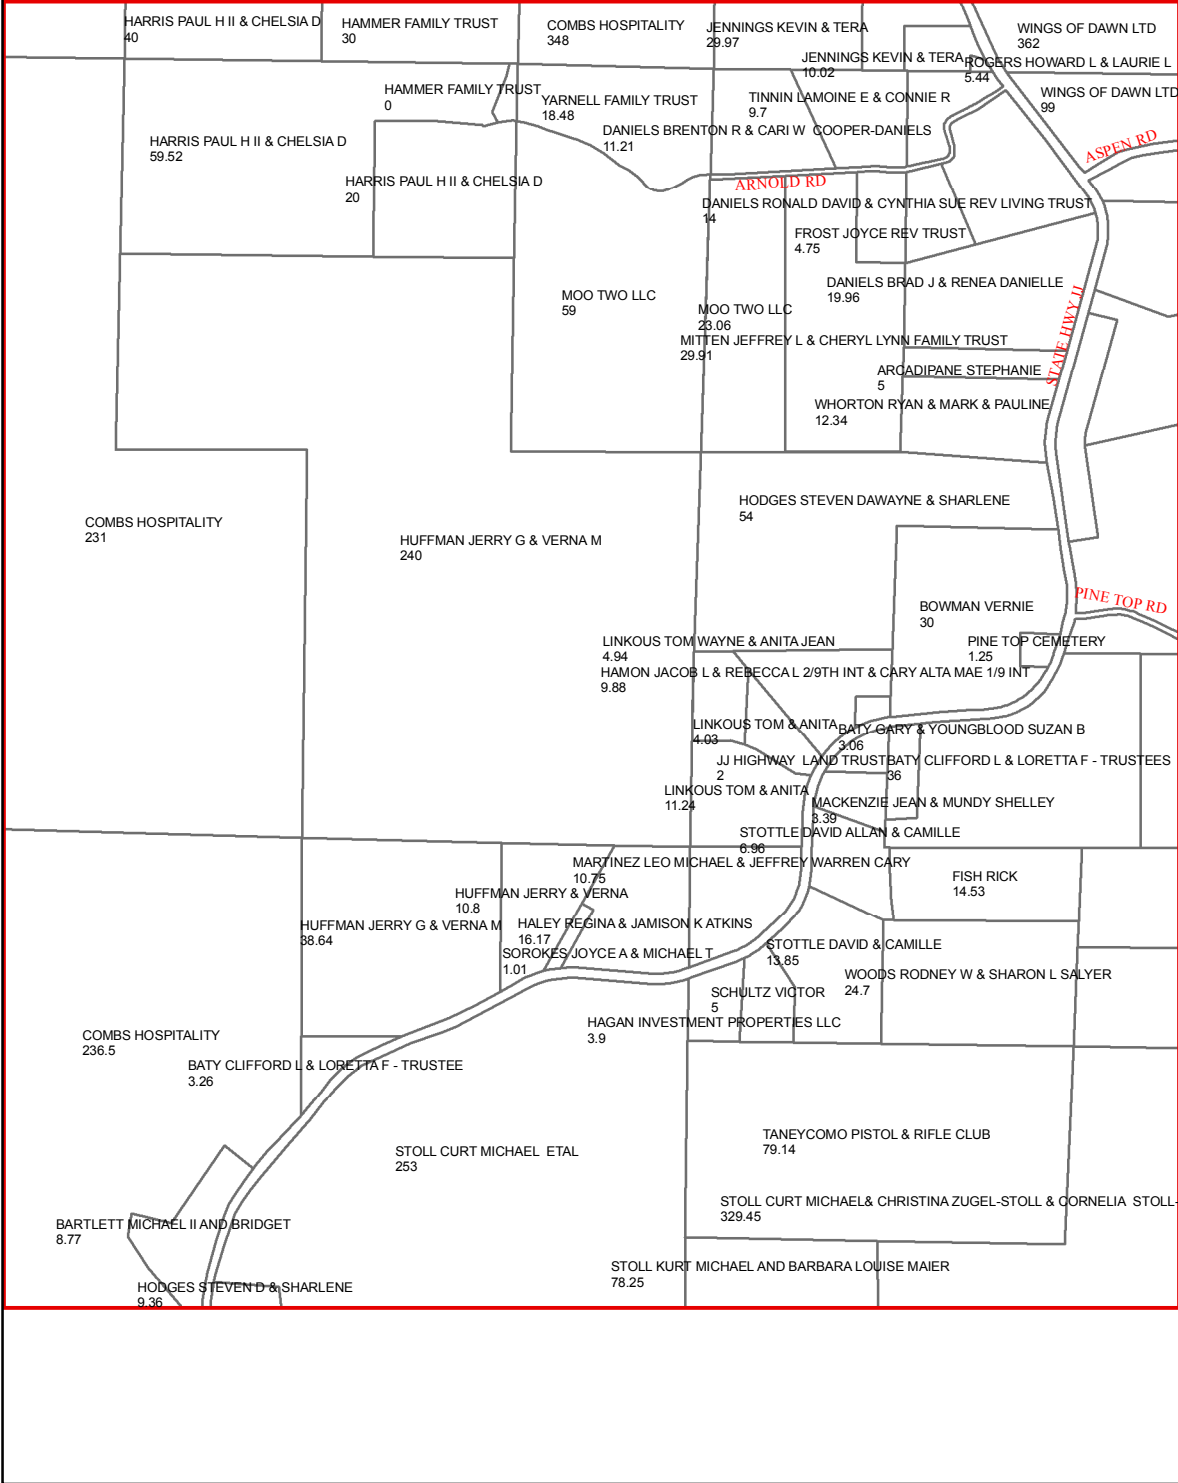 HARRIS PAUL H II & CHELSIA D
40
HAMMER FAMILY TRUST
30
COMBS HOSPITALITY
348
JENNINGS KEVIN & TERA
29.97
WINGS OF DAWN LTD
362
JENNINGS KEVIN & TERA
10.02
ROGERS HOWARD L & LAURIE L
5.44
HAMMER FAMILY TRUST
0
YARNELL FAMILY TRUST
18.48
TINNIN LAMOINE E & CONNIE R
9.7
WINGS OF DAWN LTD
99
HARRIS PAUL H II & CHELSIA D
59.52
DANIELS BRENTON R & CARI W COOPER-DANIELS
11.21
ASPEN RD
HARRIS PAUL H II & CHELSIA D
20
ARNOLD RD
DANIELS RONALD DAVID & CYNTHIA SUE REV LIVING TRUST
14
FROST JOYCE REV TRUST
4.75
DANIELS BRAD J & RENEA DANIELLE
19.96
MOO TWO LLC
59
MOO TWO LLC
23.06
STATE HWY JJ
MITTEN JEFFREY L & CHERYL LYNN FAMILY TRUST
29.91
ARCADIPANE STEPHANIE
5
WHORTON RYAN & MARK & PAULINE
12.34
HODGES STEVEN DAWAYNE & SHARLENE
54
COMBS HOSPITALITY
231
HUFFMAN JERRY G & VERNA M
240
PINE TOP RD
BOWMAN VERNIE
30
LINKOUS TOM WAYNE & ANITA JEAN
4.94
PINE TOP CEMETERY
1.25
HAMON JACOB L & REBECCA L 2/9TH INT & CARY ALTA MAE 1/9 INT
9.88
LINKOUS TOM & ANITA
4.03
BATY GARY & YOUNGBLOOD SUZAN B
3.06
JJ HIGHWAY LAND TRUST
2
BATY CLIFFORD L & LORETTA F - TRUSTEES
36
LINKOUS TOM & ANITA
11.24
MACKENZIE JEAN & MUNDY SHELLEY
3.39
STOTTLE DAVID ALLAN & CAMILLE
6.96
MARTINEZ LEO MICHAEL & JEFFREY WARREN CARY
10.75
FISH RICK
14.53
HUFFMAN JERRY & VERNA
10.8
HUFFMAN JERRY G & VERNA M
38.64
HALEY REGINA & JAMISON K ATKINS
16.17
SOROKES JOYCE A & MICHAEL T
1.01
STOTTLE DAVID & CAMILLE
13.85
WOODS RODNEY W & SHARON L SALYER
24.7
SCHULTZ VICTOR
5
HAGAN INVESTMENT PROPERTIES LLC
3.9
COMBS HOSPITALITY
236.5
BATY CLIFFORD L & LORETTA F - TRUSTEE
3.26
TANEYCOMO PISTOL & RIFLE CLUB
79.14
STOLL CURT MICHAEL ETAL
253
STOLL CURT MICHAEL& CHRISTINA ZUGEL-STOLL & CORNELIA STOLL-
329.45
BARTLETT MICHAEL II AND BRIDGET
8.77
STOLL KURT MICHAEL AND BARBARA LOUISE MAIER
78.25
HODGES STEVEN D & SHARLENE
9.36